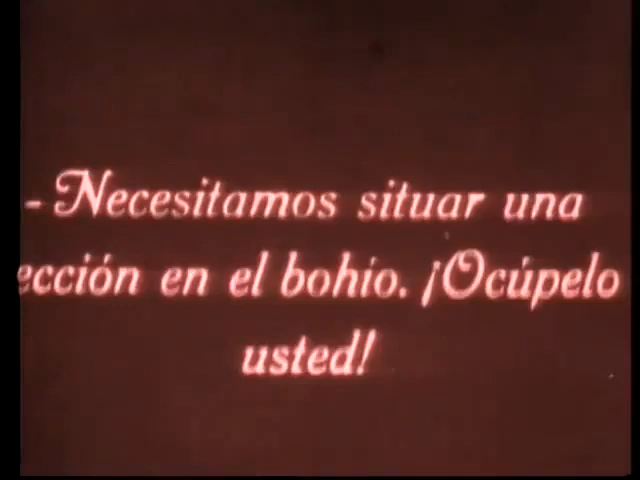 - Necesitamos situar una
ección en el bohío. ¡Ocúpelo
usted!